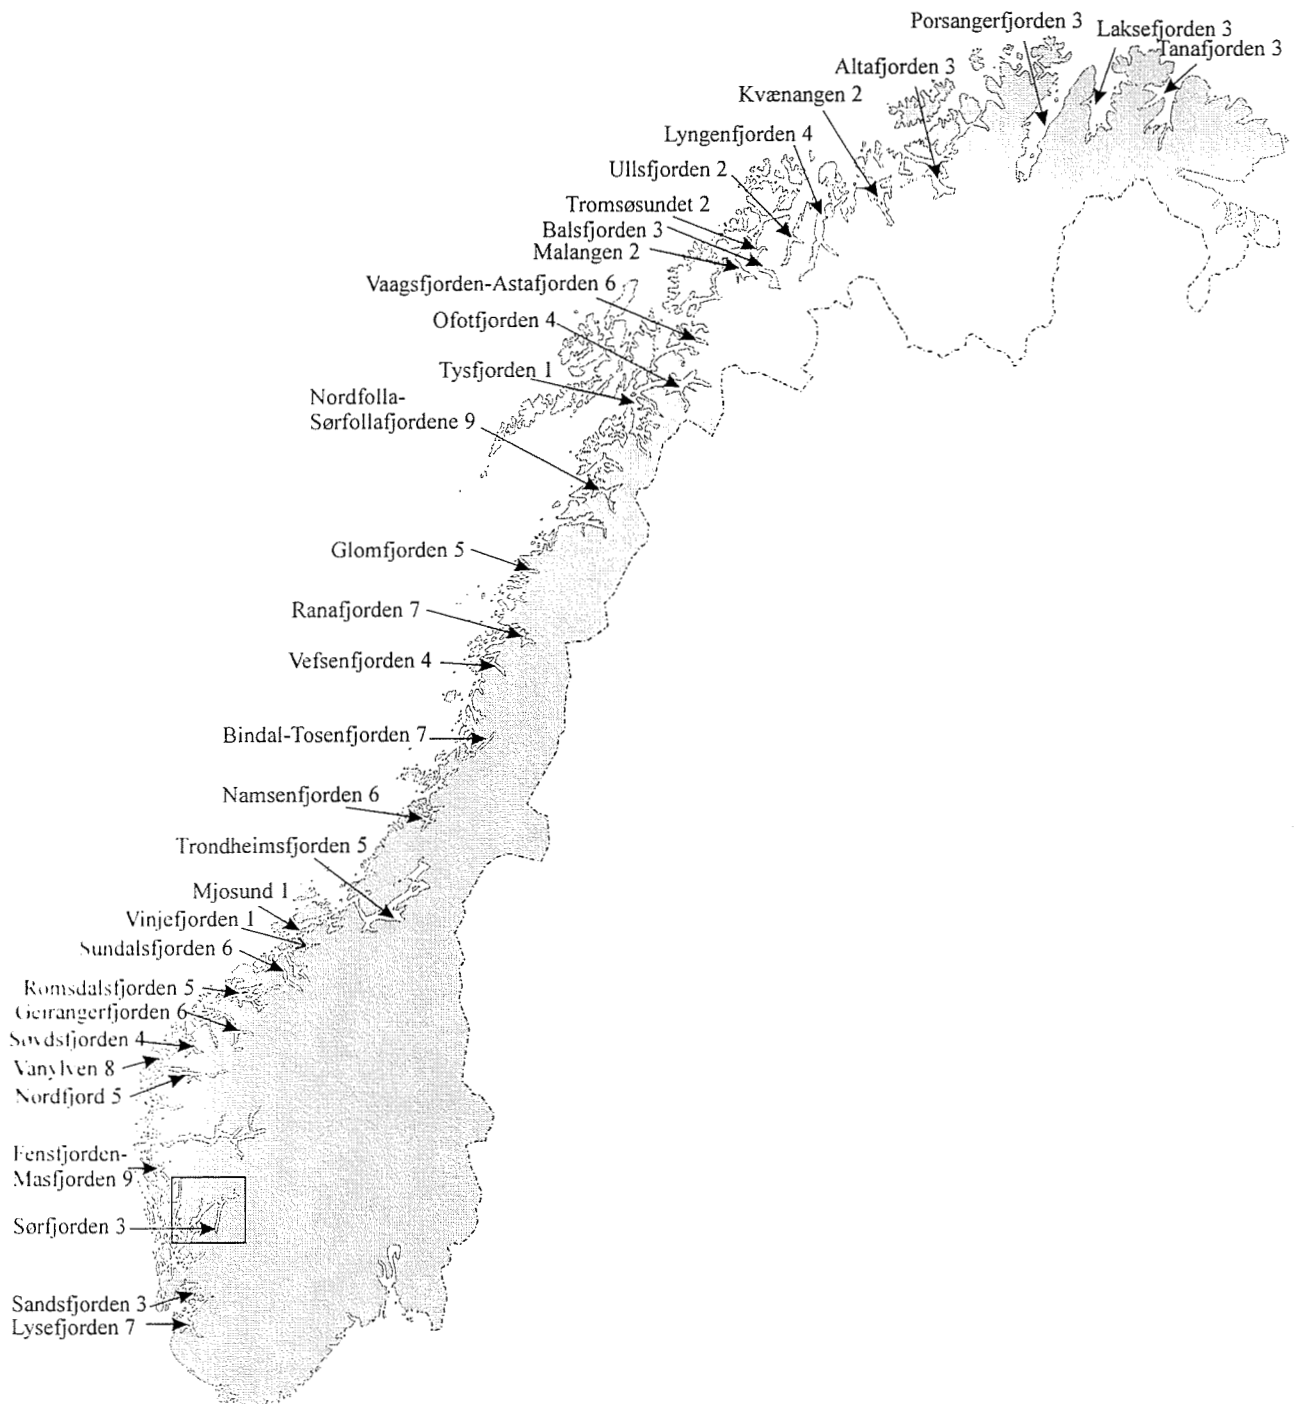 Porsangerfjorden 3
Laksefjorden 3
Tanafjorden 3
Altafjorden 3
Kvænangen 2
Lyngenfjorden 4
Ullsfjorden 2
Tromsøsundet 2
Balsfjorden 3
Malangen 2
Vaagsfjorden-Astafjorden 6
Ofotfjorden 4
Tysfjorden 1
Nordfolla-
Sørfollafjordene 9
Glomfjorden 5
Ranafjorden 7
Vefsenfjorden 4
Bindal-Tosenfjorden 7
Namsenfjorden 6
Trondheimsfjorden 5
Mjosund 1
Vinjefjorden 1
Sundalsfjorden 6
Romsdalsfjorden 5
Geirangerfjorden 6
Søvdsfjorden 4
Vanylven 8
Nordfjord 5
Fensfjorden-
Masfjorden 9
Sørfjorden 3
Sandsfjorden 3
Lysefjorden 7